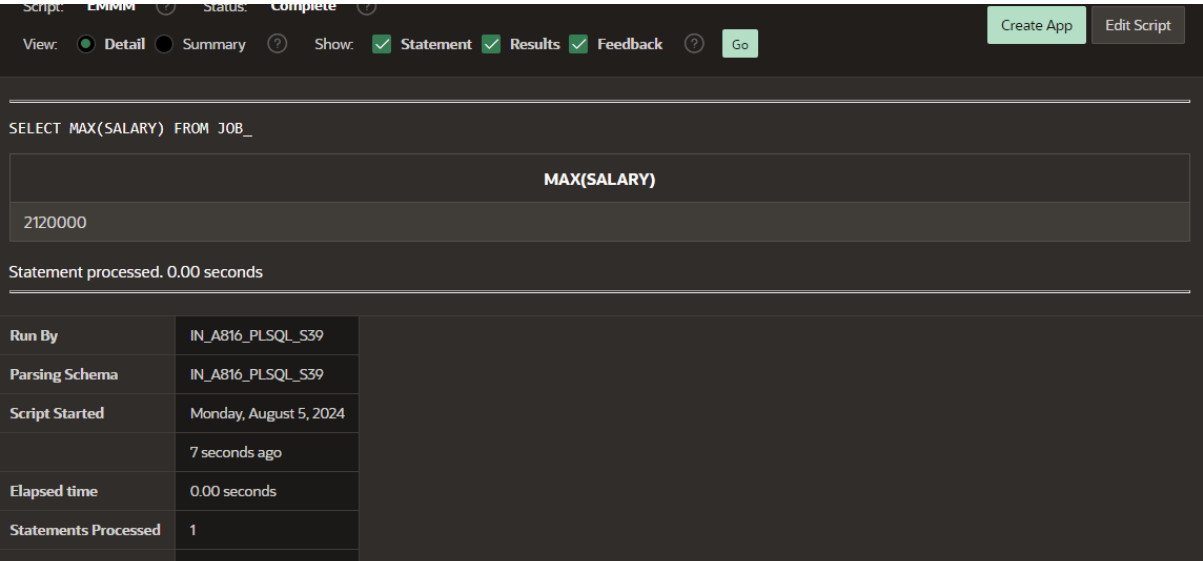 Script: EMMM ? Status: Complete ?
View: Detail Summary ? Show: Statement Results Feedback ? Go Create App Edit Script
SELECT MAX(SALARY) FROM JOB_
MAX(SALARY)
2120000
Statement processed. 0.00 seconds
Run By IN_A816_PLSQL_S39
Parsing Schema IN_A816_PLSQL_S39
Script Started Monday, August 5, 2024
7 seconds ago
Elapsed time 0.00 seconds
Statements Processed 1